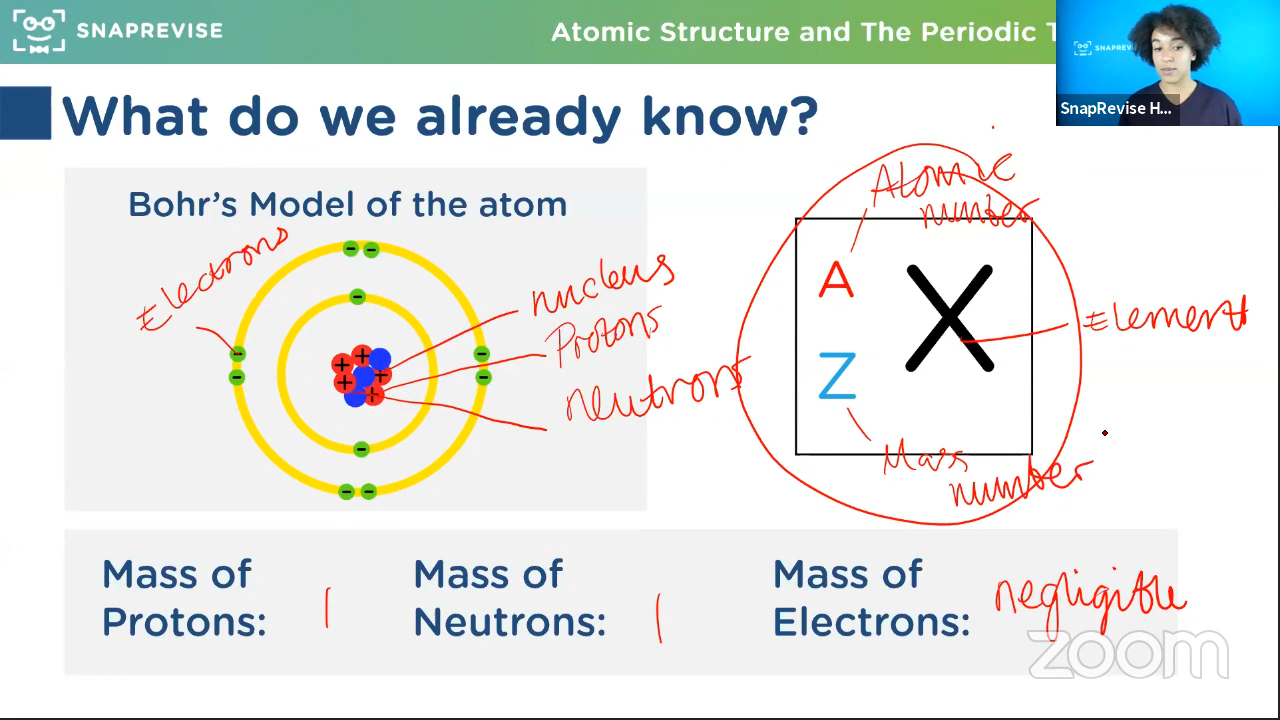 SNAPREVISE
Atomic Structure and The Periodic T
SNAPREVISE
SnapRevise H...
What do we already know?
Bohr's Model of the atom
Electrons
nucleus
Protons
neutrons
Atomic
number
A
X
Element
Z
Mass
number
Mass of
Protons: 1
Mass of
Neutrons: 1
Mass of
Electrons: negligible
zoom